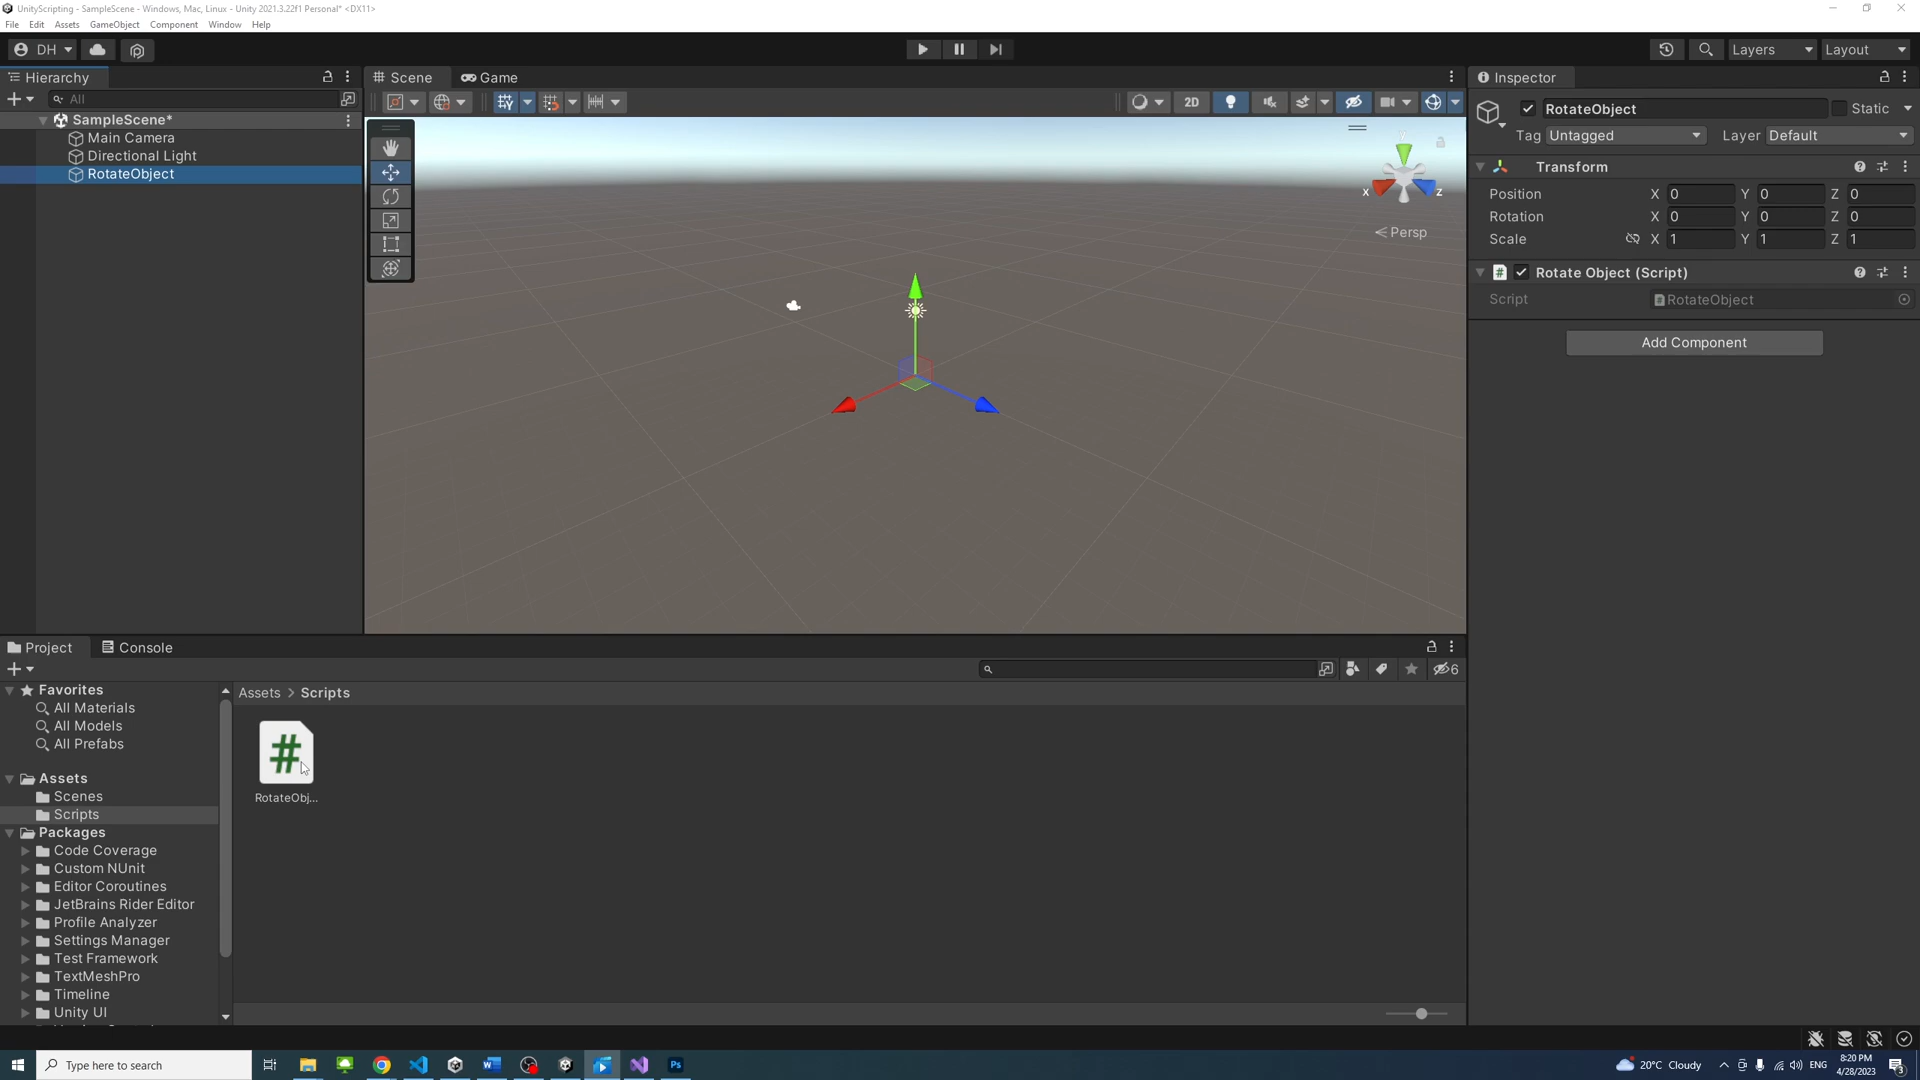 UnityScripting - SampleScene - Windows, Mac, Linux - Unity 2021.3.22f1 Personal* <DX11>
File Edit Assets GameObject Component Window Help
DH
Layers
Layout
Hierarchy
All
SampleScene*
Main Camera
Directional Light
RotateObject
Scene
Game
2D
y
x
z
Persp
Inspector
RotateObject
Static
Tag Untagged
Layer Default
Transform
Position X 0 Y 0 Z 0
Rotation X 0 Y 0 Z 0
Scale X 1 Y 1 Z 1
Rotate Object (Script)
Script RotateObject
Add Component
Project
Console
6
Favorites
All Materials
All Models
All Prefabs
Assets
Scenes
Scripts
Packages
Code Coverage
Custom NUnit
Editor Coroutines
JetBrains Rider Editor
Profile Analyzer
Settings Manager
Test Framework
TextMeshPro
Timeline
Unity UI
Assets > Scripts
#
RotateObj...
Type here to search
Ps
20°C Cloudy
ENG
8:20 PM
4/28/2023
3